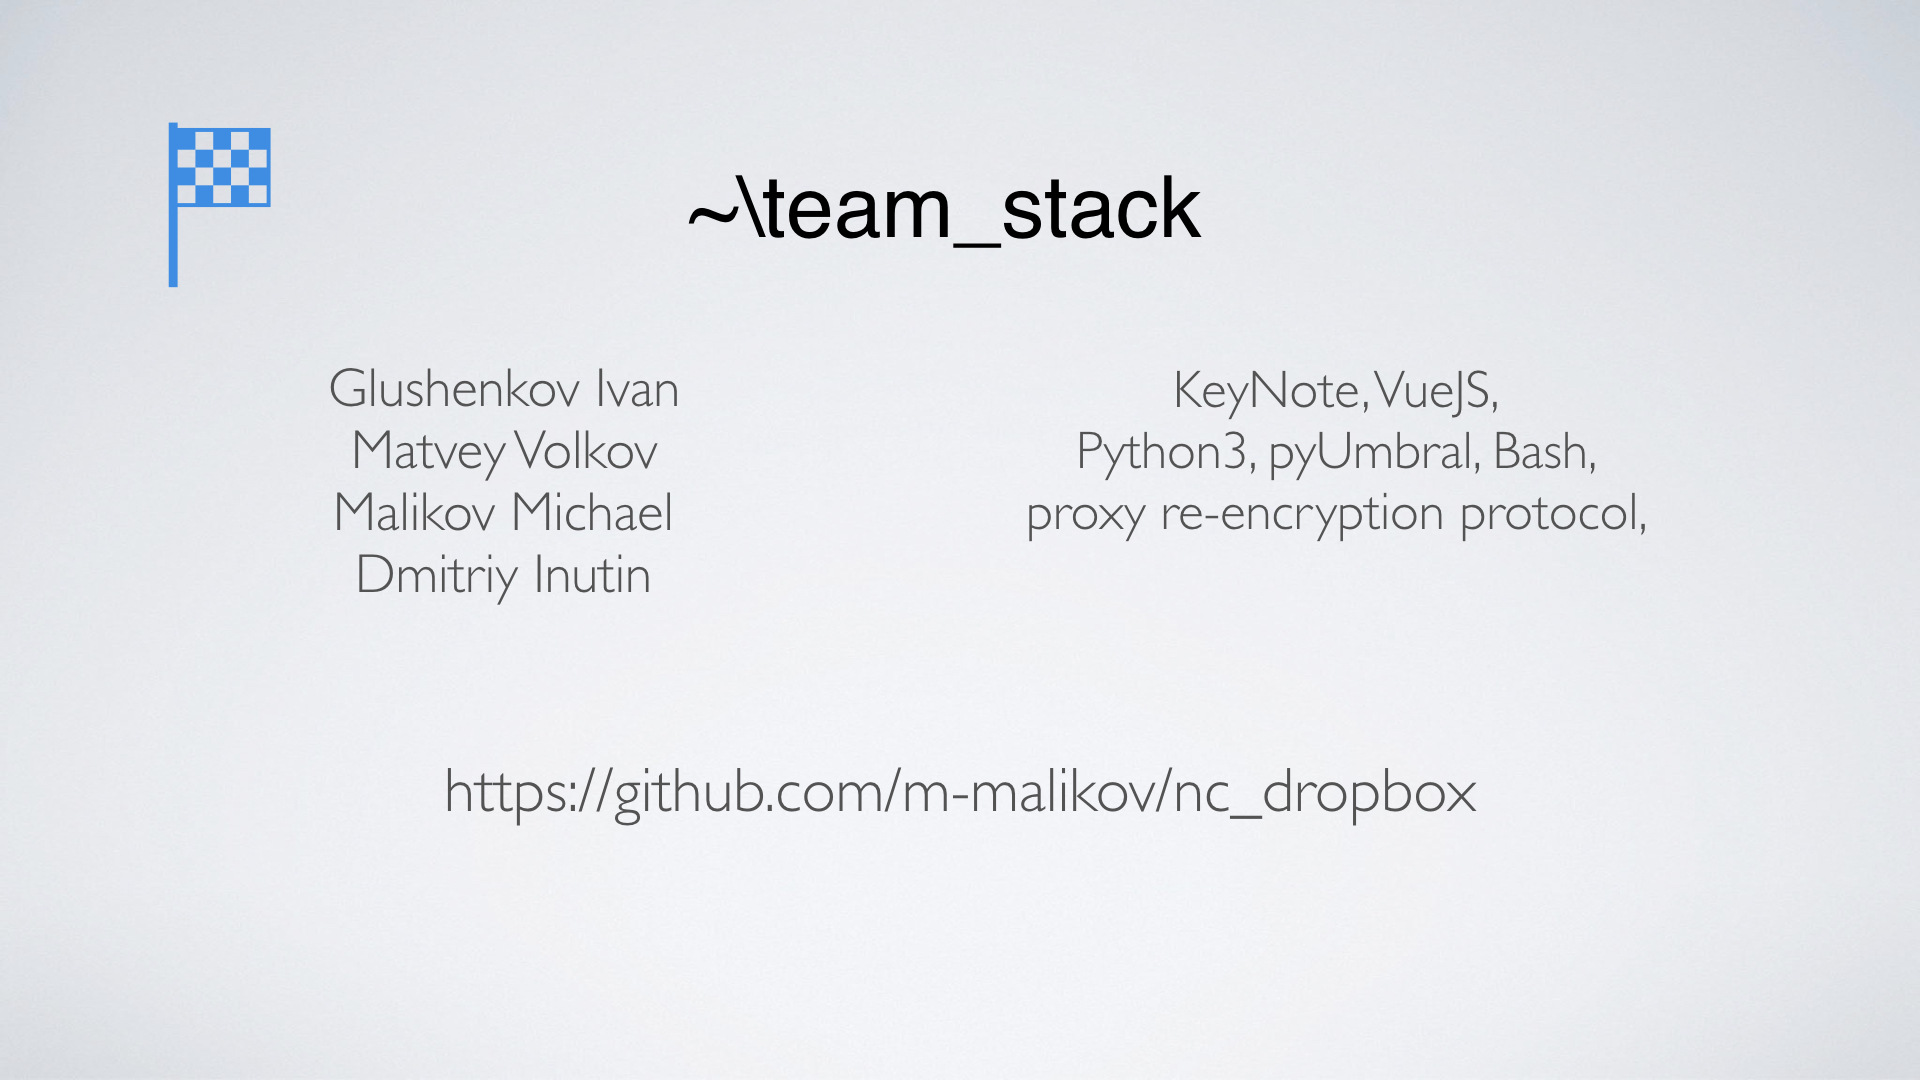 ~\team_stack
Glushenkov Ivan
Matvey Volkov
Malikov Michael
Dmitriy Inutin
KeyNote, VueJS,
Python3, pyUmbral, Bash,
proxy re-encryption protocol,
https://github.com/m-malikov/nc_dropbox